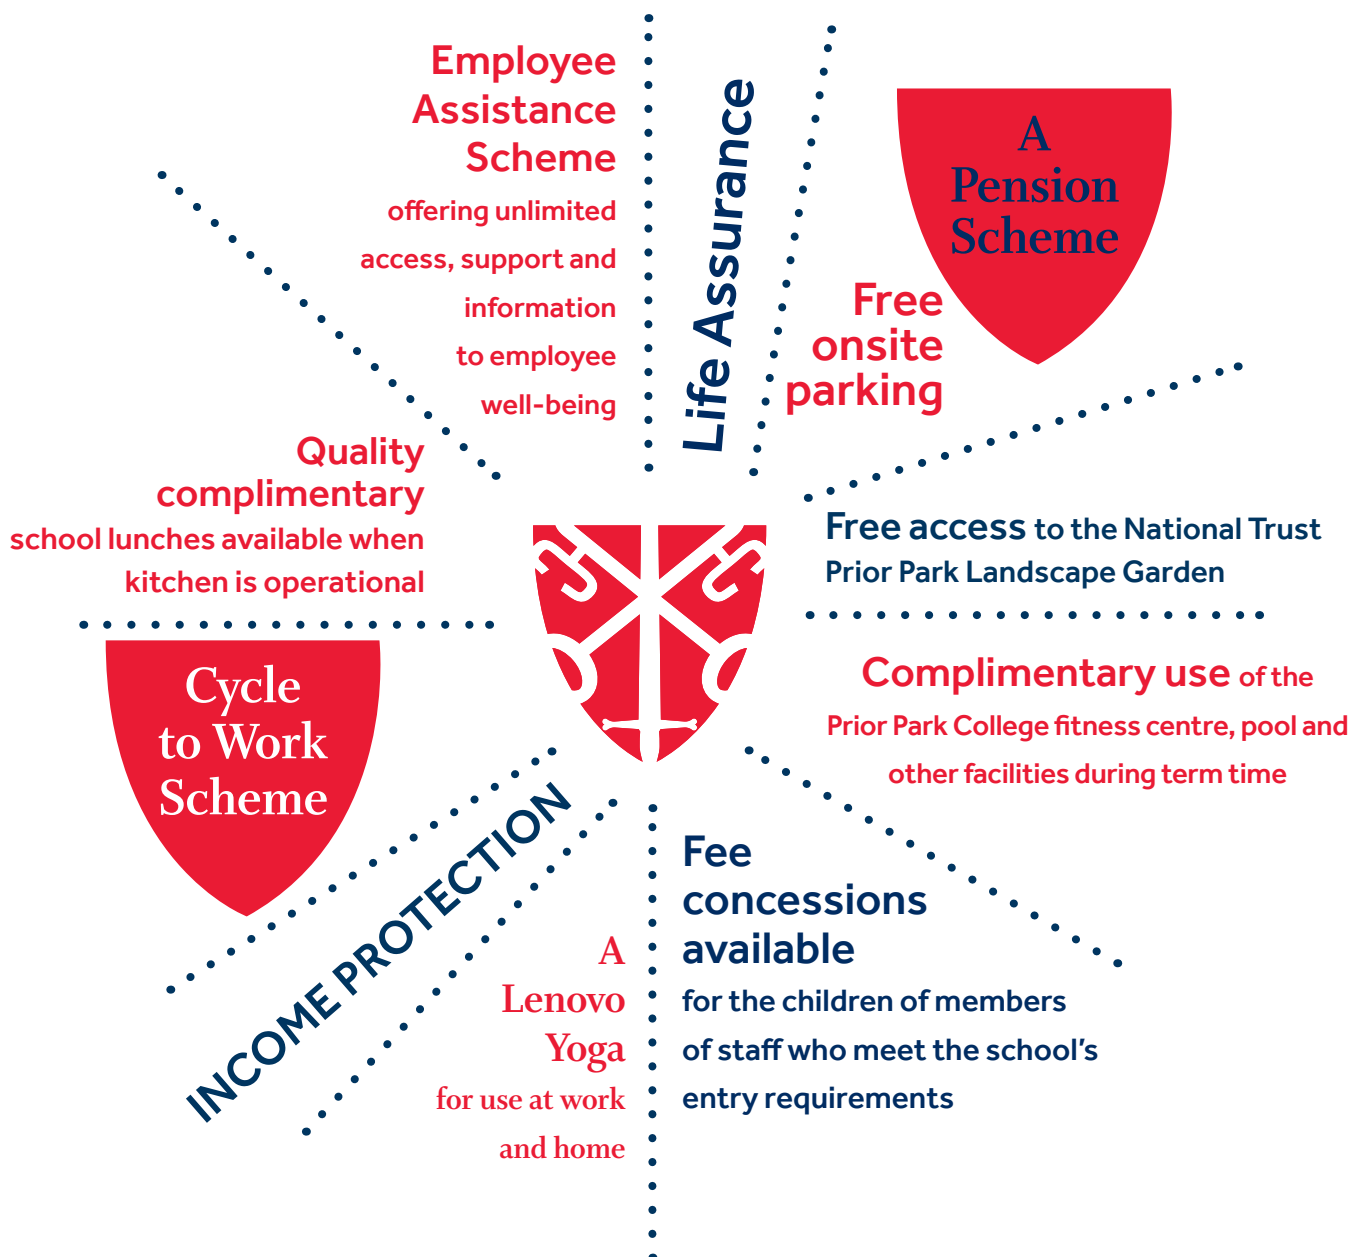 Employee
Assistance
Scheme
offering unlimited
access, support and
information
to employee
well-being
Life Assurance
A
Pension
Scheme
Free
onsite
parking
Quality
complimentary
school lunches available when
kitchen is operational
Free access to the National Trust
Prior Park Landscape Garden
Cycle
to Work
Scheme
Complimentary use of the
Prior Park College fitness centre, pool and
other facilities during term time
INCOME PROTECTION
A
Lenovo
Yoga
for use at work
and home
Fee
concessions
available
for the children of members
of staff who meet the school’s
entry requirements